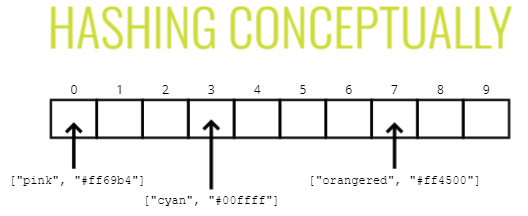 HASHING CONCEPTUALLY
0 1 2 3 4 5 6 7 8 9
["pink", "#ff69b4"]
["orangered", "#ff4500"]
["cyan", "#00ffff"]